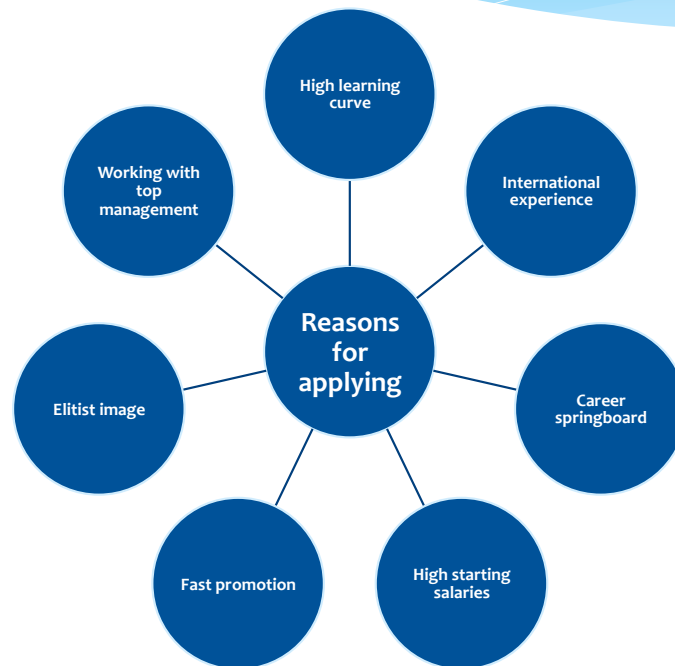 High learning
curve
International
experience
Career
springboard
High starting
salaries
Fast promotion
Elitist image
Working with
top
management
Reasons
for
applying